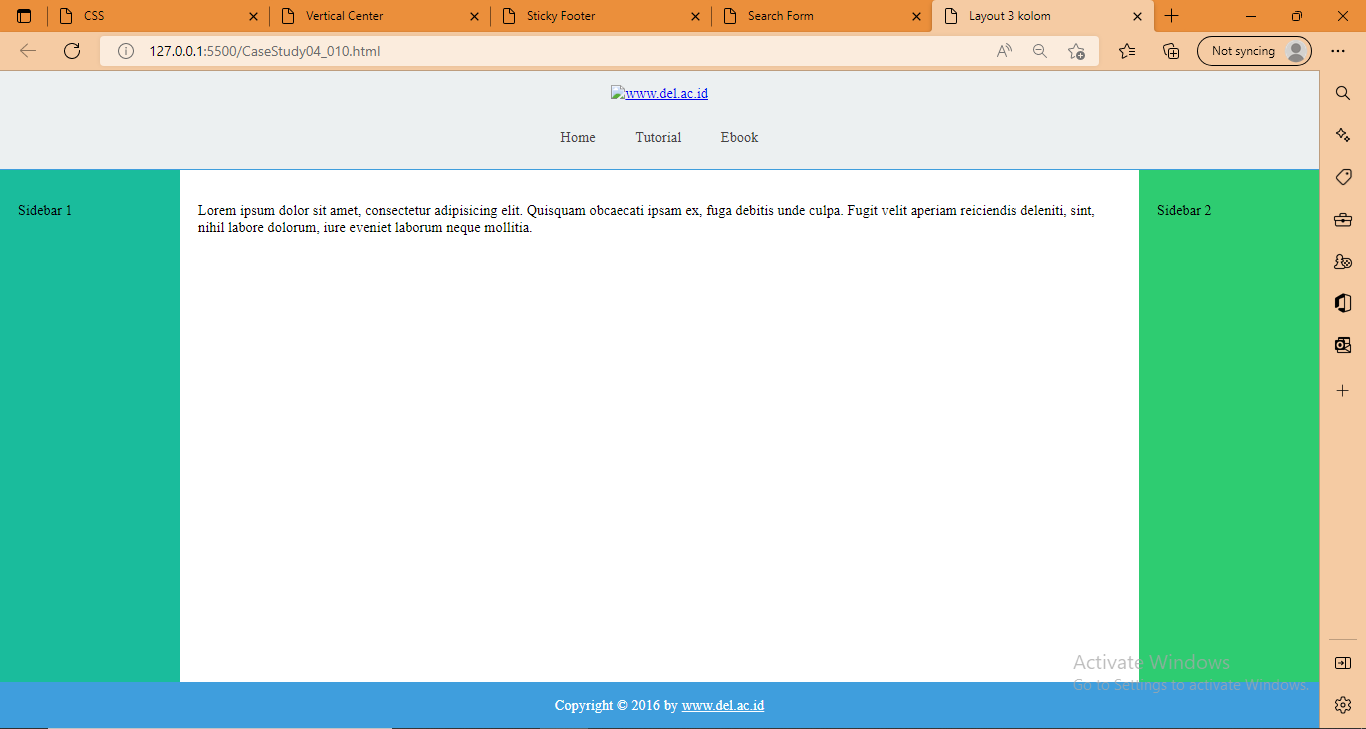 CSS
Vertical Center
Sticky Footer
Search Form
Layout 3 kolom
127.0.0.1:5500/CaseStudy04_010.html
Not syncing
www.del.ac.id
Home Tutorial Ebook
Sidebar 1
Lorem ipsum dolor sit amet, consectetur adipisicing elit. Quisquam obcaecati ipsam ex, fuga debitis unde culpa. Fugit velit aperiam reiciendis deleniti, sint,
nihil labore dolorum, iure eveniet laborum neque mollitia.
Sidebar 2
Activate Windows
Go to Settings to activate Windows.
Copyright © 2016 by www.del.ac.id